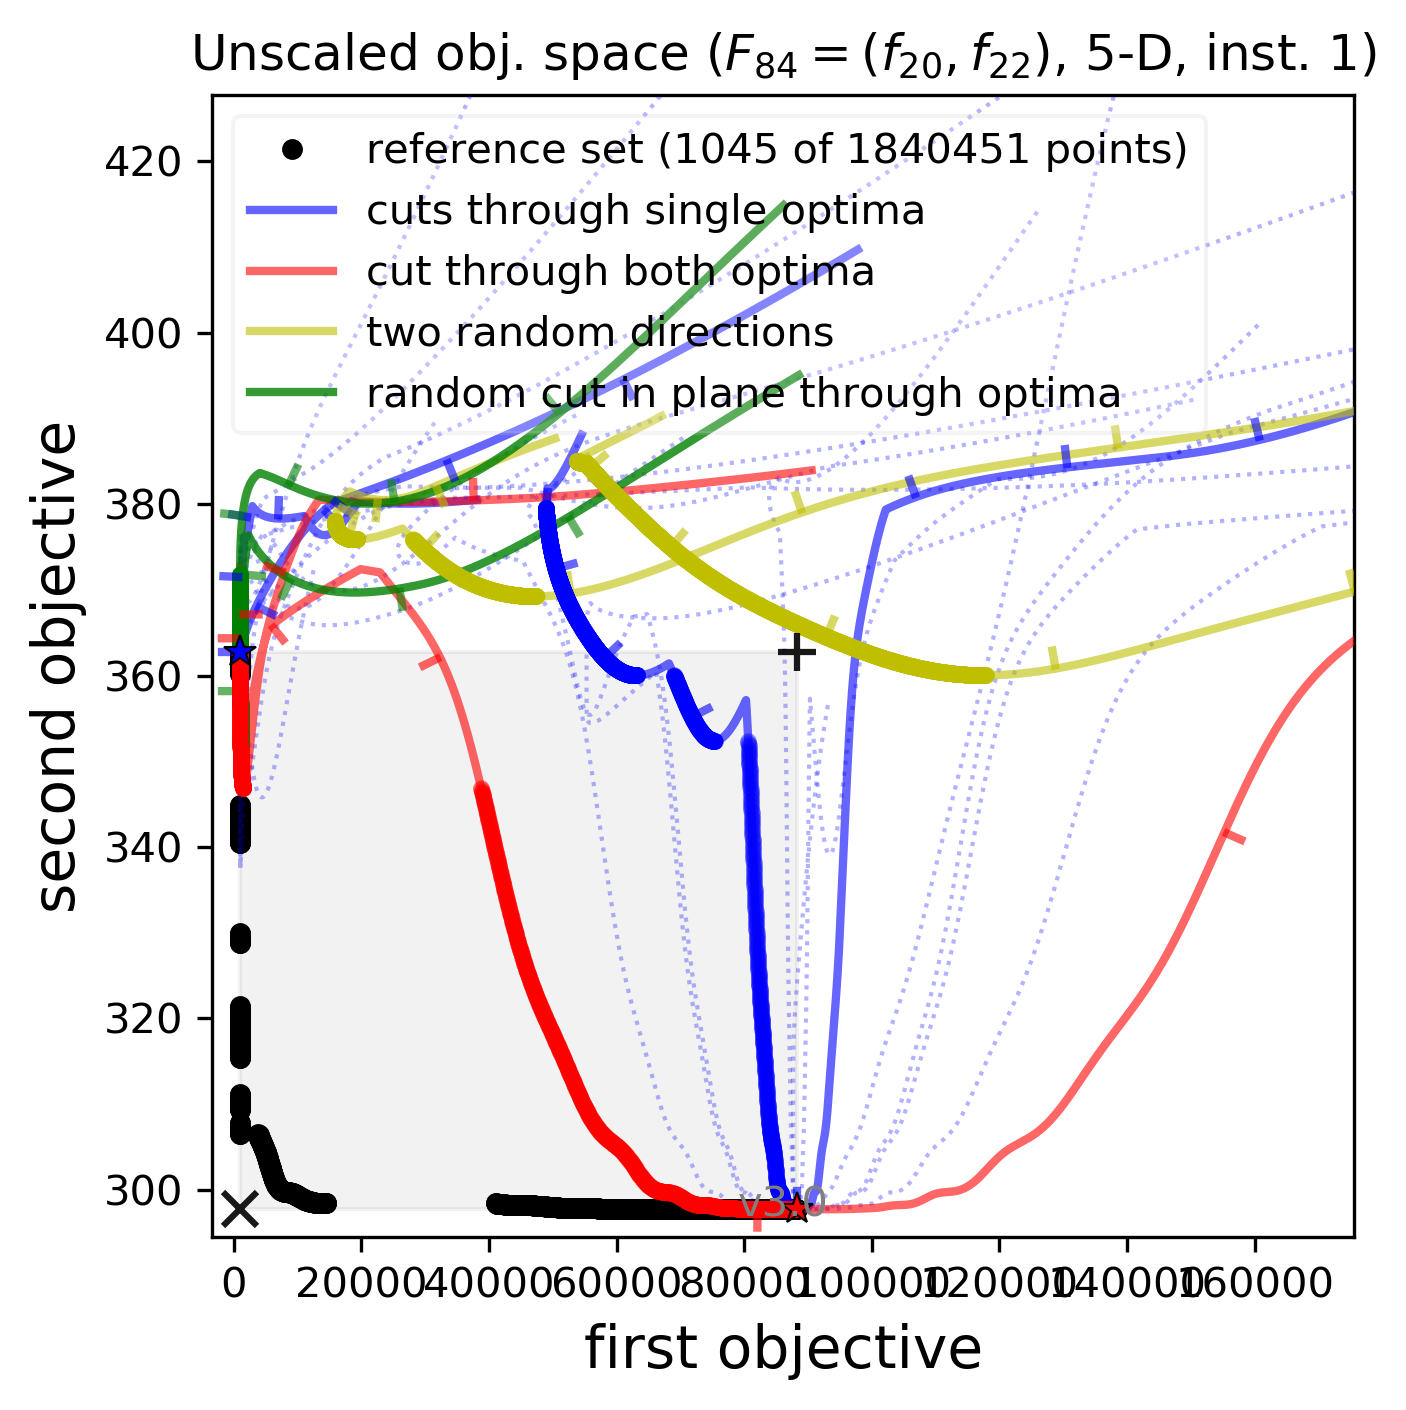 Unscaled obj. space (F₈₄ = (f₂₀, f₂₂), 5-D, inst. 1)
reference set (1045 of 1840451 points)
cuts through single optima
cut through both optima
two random directions
random cut in plane through optima
second objective
420
400
380
360
340
320
300
v3.0
0 20000 40000 60000 80000 100000 120000 140000 160000
first objective